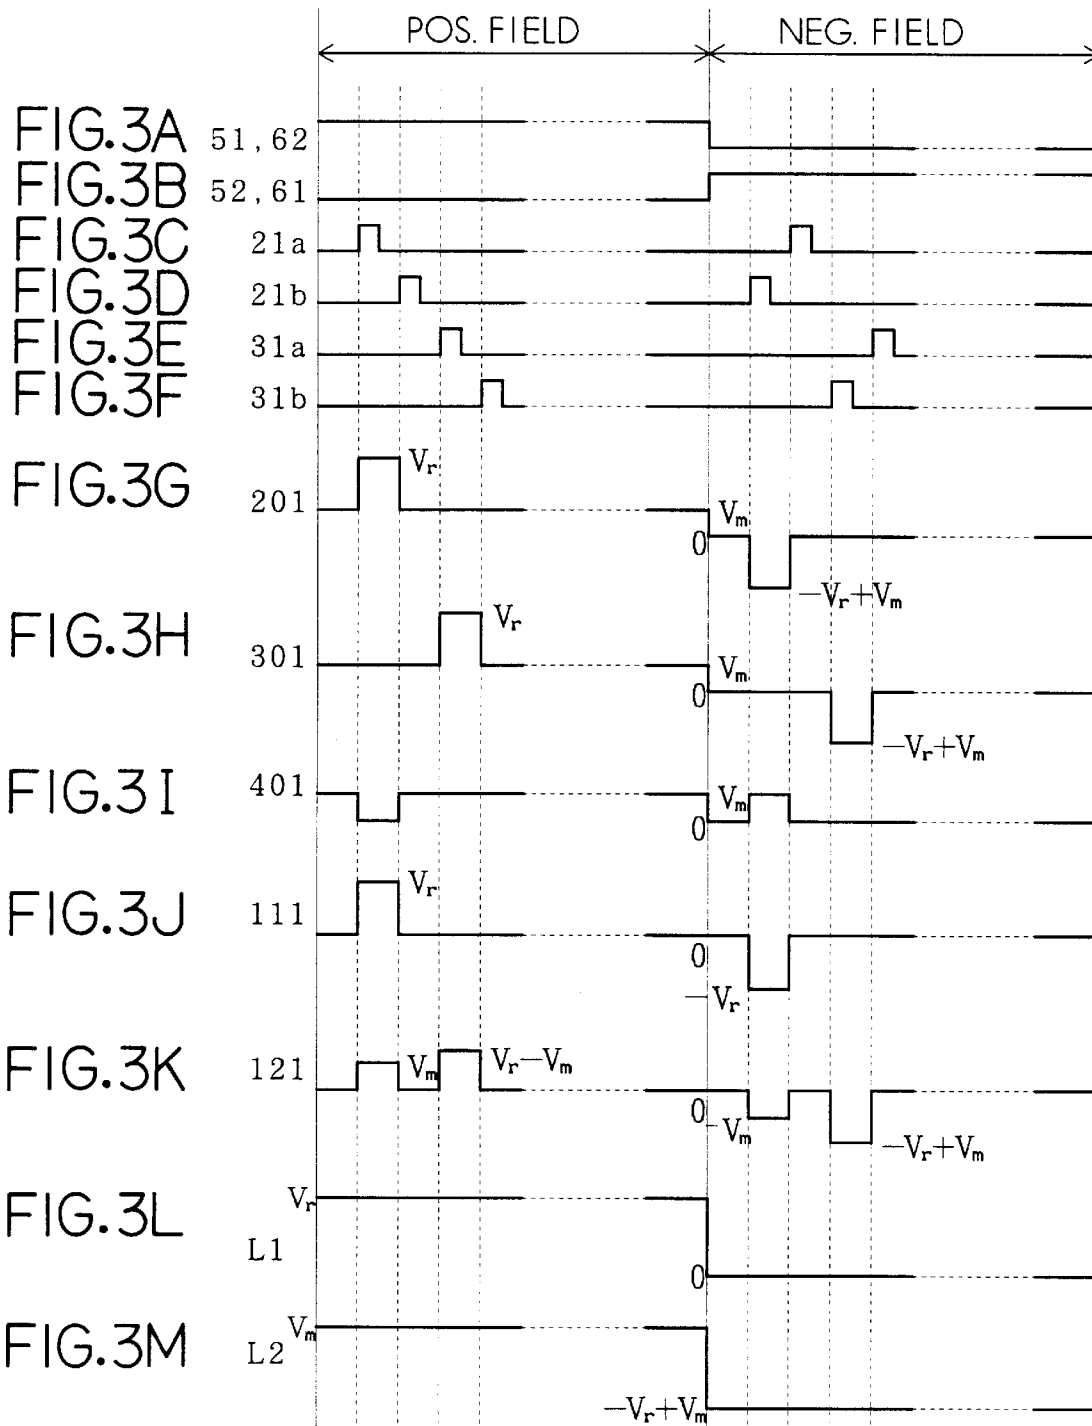 POS. FIELD NEG. FIELD
FIG.3A 51,62
FIG.3B 52,61
FIG.3C 21a
FIG.3D 21b
FIG.3E 31a
FIG.3F 31b
FIG.3G 201 Vr Vm 0 -Vr+Vm
FIG.3H 301 Vr Vm 0 -Vr+Vm
FIG.3I 401 Vm 0
FIG.3J 111 Vr 0 -Vr
FIG.3K 121 Vm Vr-Vm 0 -Vm -Vr+Vm
FIG.3L L1 Vr 0
FIG.3M L2 Vm -Vr+Vm